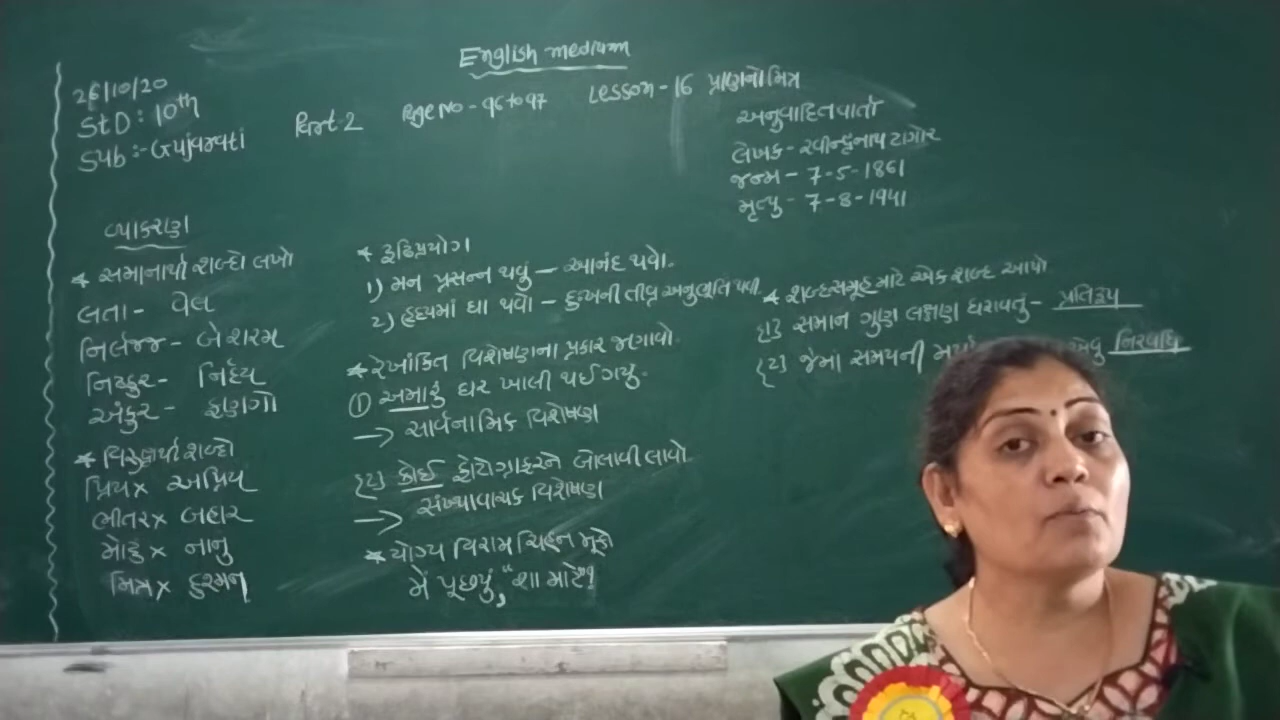 English medium
26/10/20
StD: 10th
Sub:- Gujarati
Part 2
Page No - 96 to 97
Lesson - 16 પ્રાણનો મિત્ર
અનુવાદિત વાર્તા
લેખક - રવીન્દ્રનાથ ટાગોર
જન્મ - 7-5-1861
મૃત્યુ - 7-8-1941
વ્યાકરણ
* સમાનાર્થી શબ્દો લખો
લતા - વેલ
નિર્લજ્જ - બેશરમ
નિષ્ઠુર - નિર્દય
અંકુર - ફણગો
* વિરુદ્ધાર્થી શબ્દો
પ્રિય x અપ્રિય
ભીતર x બહાર
મોટું x નાનુ
મિત્ર x દુશ્મન
* રૂઢિપ્રયોગ
1) મન પ્રસન્ન થવું - આનંદ થવો.
2) હૃદયમાં ઘા થવો - દુઃખની તીવ્ર અનુભૂતિ થવી
* રેખાંકિત વિશેષણના પ્રકાર જણાવો.
① અમારું ઘર ખાલી થઈ ગયુ.
→ સાર્વનામિક વિશેષણ
(2) કોઈ ફોટોગ્રાફરને બોલાવી લાવો.
→ સંખ્યાવાચક વિશેષણ
* યોગ્ય વિરામ ચિહ્ન મૂકો
મેં પૂછયું, "શા માટે?"
* શબ્દસમૂહ માટે એક શબ્દ આપો.
(1) સમાન ગુણ લક્ષણ ધરાવતું - પ્રતિરૂપ
(2) જેમા સમયની નિરવધિ